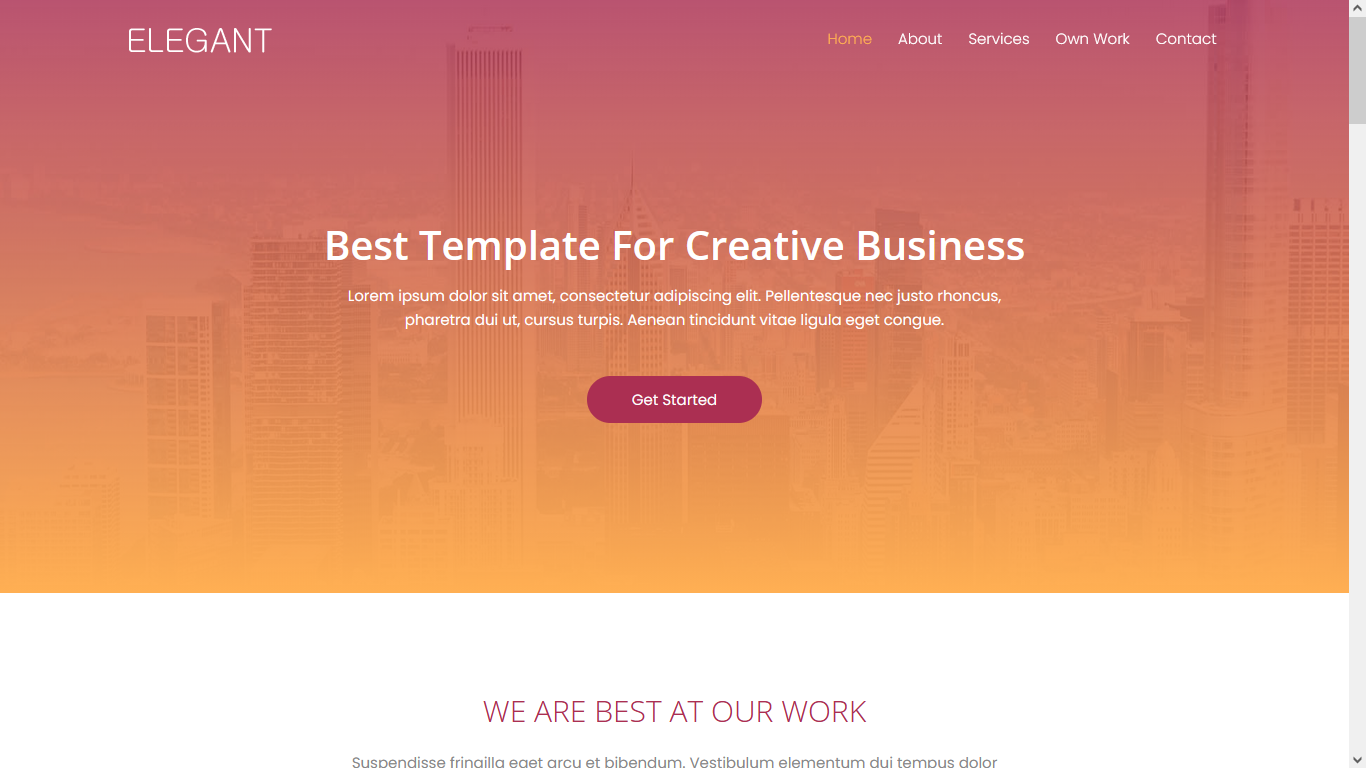 ELEGANT
Home About Services Own Work Contact
Best Template For Creative Business
Lorem ipsum dolor sit amet, consectetur adipiscing elit. Pellentesque nec justo rhoncus,
pharetra dui ut, cursus turpis. Aenean tincidunt vitae ligula eget congue.
Get Started
WE ARE BEST AT OUR WORK
Suspendisse fringilla eget arcu et bibendum. Vestibulum elementum dui tempus dolor